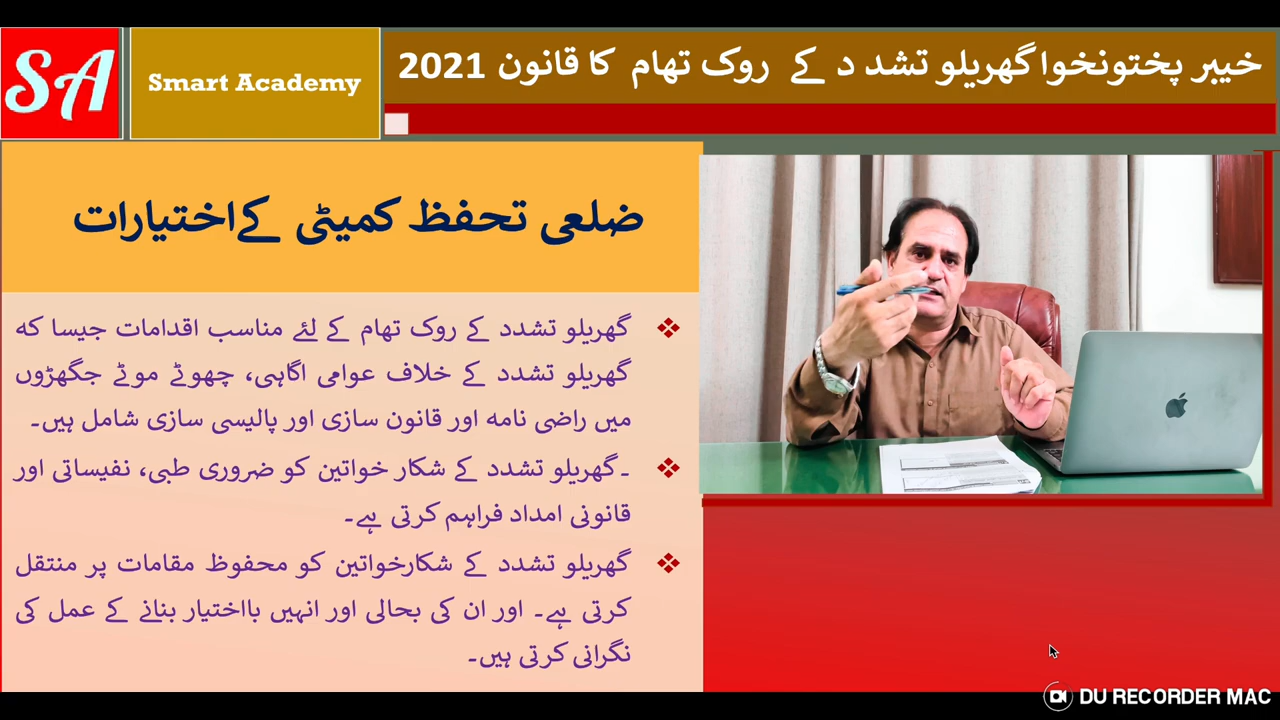 SA
Smart Academy
خیبر پختونخوا گھریلو تشد د کے روک تھام کا قانون 2021
ضلعی تحفظ کمیٹی کےاختیارات
گھریلو تشدد کے روک تھام کے لئے مناسب اقدامات جیسا کہ
گھریلو تشدد کے خلاف عوامی اگاہی، چھوٹے موٹے جگھڑوں
میں راضی نامہ اور قانون سازی اور پالیسی سازی شامل ہیں۔
۔گھریلو تشدد کے شکار خواتین کو ضروری طبی، نفیساتی اور
قانونی امداد فراہم کرتی ہے۔
گھریلو تشدد کے شکارخواتین کو محفوظ مقامات پر منتقل
کرتی ہے۔ اور ان کی بحالی اور انہیں بااختیار بنانے کے عمل کی
نگرانی کرتی ہیں۔
DU RECORDER MAC